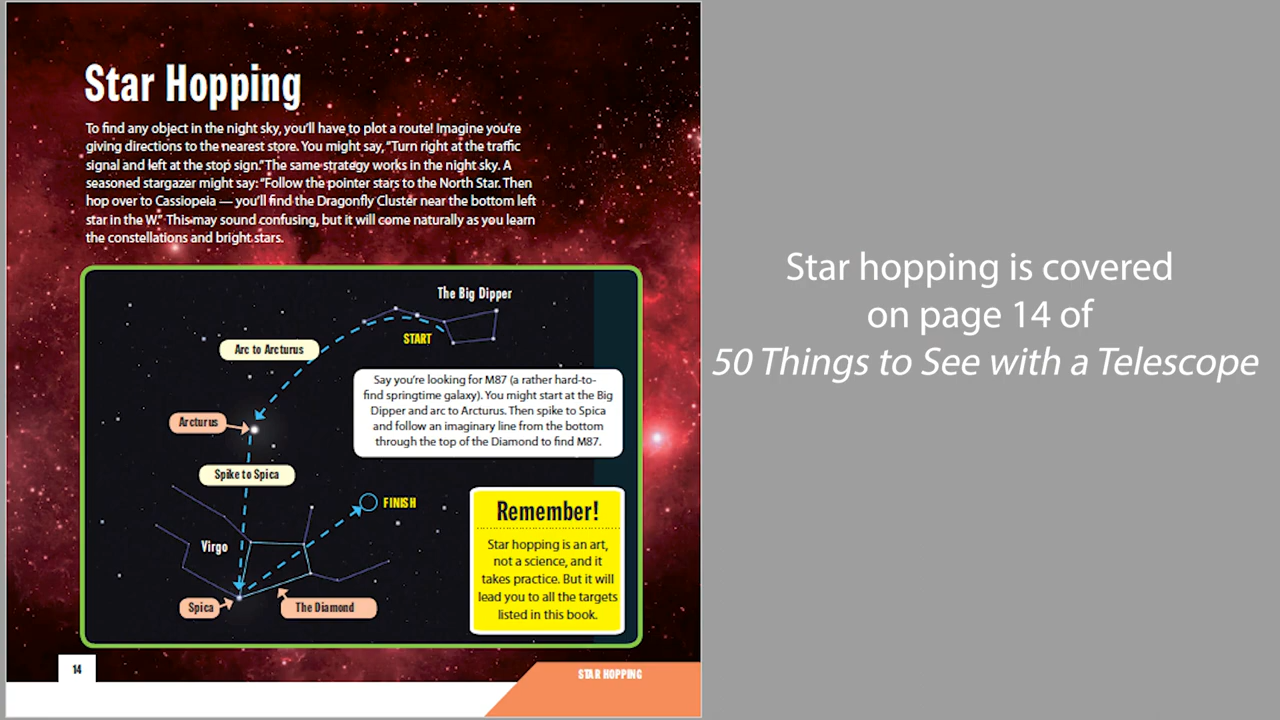 Star Hopping
To find any object in the night sky, you'll have to plot a route! Imagine you're
giving directions to the nearest store. You might say, "Turn right at the traffic
signal and left at the stop sign." The same strategy works in the night sky. A
seasoned stargazer might say: "Follow the pointer stars to the North Star. Then
hop over to Cassiopeia — you'll find the Dragonfly Cluster near the bottom left
star in the W." This may sound confusing, but it will come naturally as you learn
the constellations and bright stars.
The Big Dipper
START
Arc to Arcturus
Say you're looking for M87 (a rather hard-to-
find springtime galaxy). You might start at the Big
Dipper and arc to Arcturus. Then spike to Spica
and follow an imaginary line from the bottom
through the top of the Diamond to find M87.
Arcturus
Spike to Spica
FINISH
Virgo
Spica
The Diamond
Remember!
Star hopping is an art,
not a science, and it
takes practice. But it will
lead you to all the targets
listed in this book.
14
STAR HOPPING
Star hopping is covered
on page 14 of
50 Things to See with a Telescope